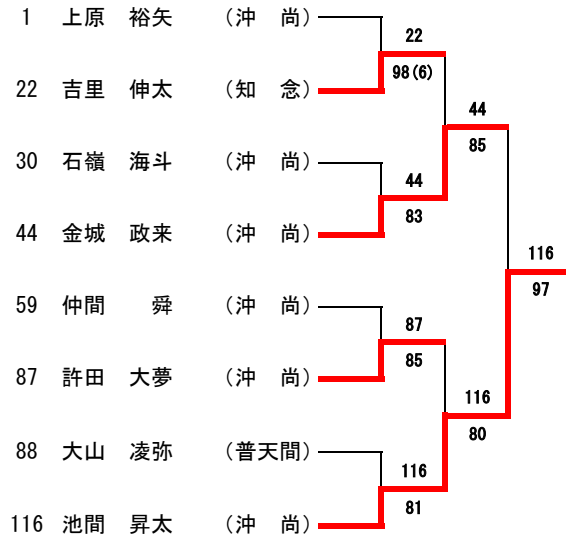 1 上原 裕矢 (沖 尚)
22
22 吉里 伸太 (知 念)
98(6)
44
85
30 石嶺 海斗 (沖 尚)
44
83
44 金城 政来 (沖 尚)
116
97
59 仲間 舜 (沖 尚)
87
85
87 許田 大夢 (沖 尚)
116
80
88 大山 凌弥 (普天間)
116
81
116 池間 昇太 (沖 尚)